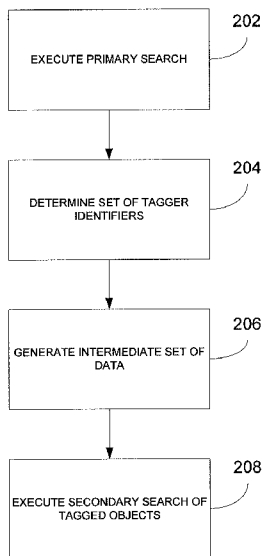 202
EXECUTE PRIMARY SEARCH
204
DETERMINE SET OF TAGGER
IDENTIFIERS
206
GENERATE INTERMEDIATE SET OF
DATA
208
EXECUTE SECONDARY SEARCH OF
TAGGED OBJECTS